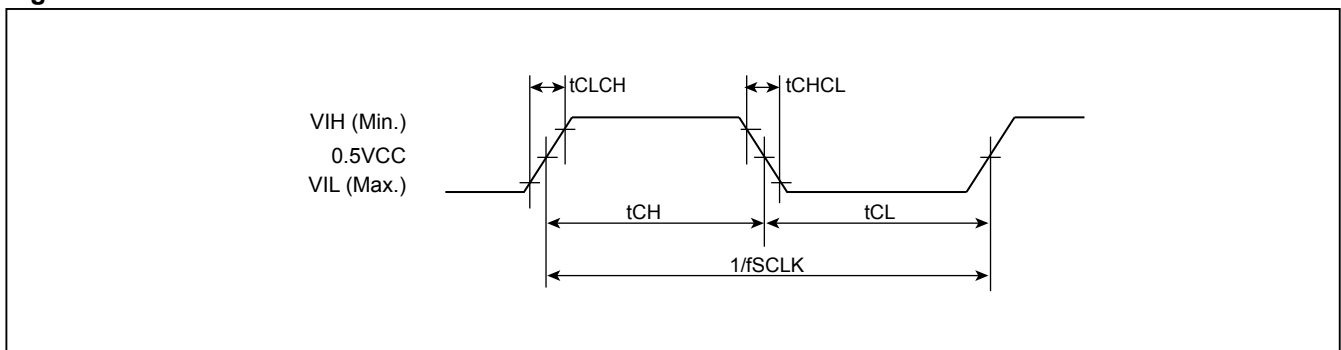 tCLCH
tCHCL
VIH (Min.)
0.5VCC
VIL (Max.)
tCH
tCL
1/fSCLK